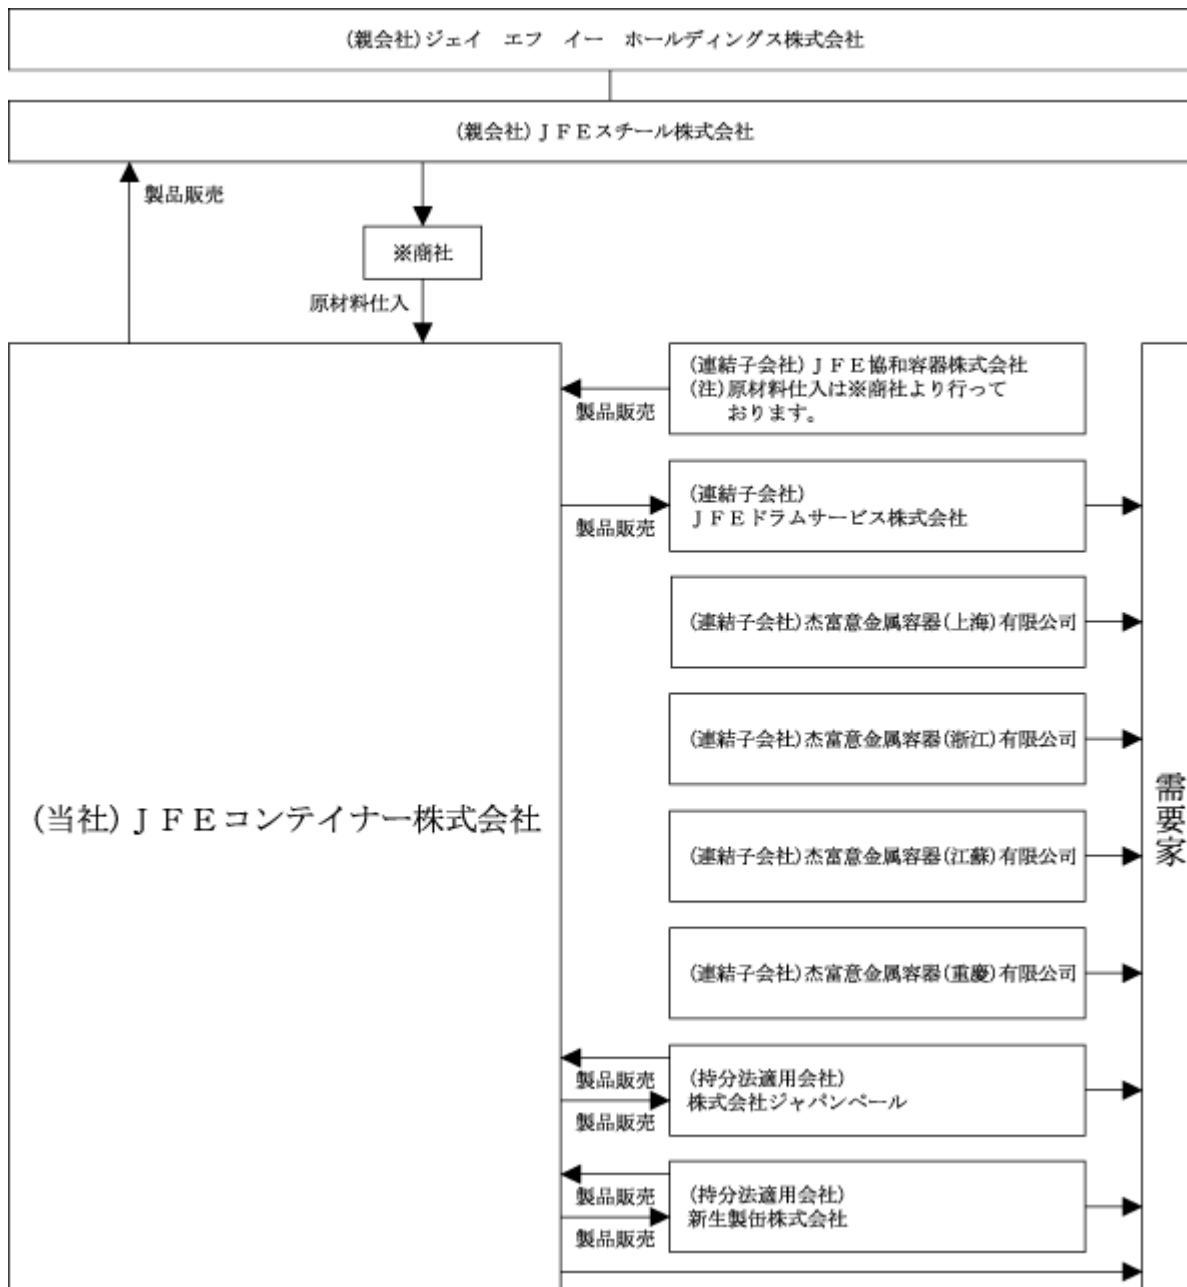 (親会社)ジェイ　エフ　イー　ホールディングス株式会社
(親会社)ＪＦＥスチール株式会社
製品販売
※商社
原材料仕入
(当社)ＪＦＥコンテイナー株式会社
(連結子会社)ＪＦＥ協和容器株式会社
(注)原材料仕入は※商社より行って
おります。
製品販売
(連結子会社)
ＪＦＥドラムサービス株式会社
製品販売
(連結子会社)杰富意金属容器(上海)有限公司
(連結子会社)杰富意金属容器(浙江)有限公司
(連結子会社)杰富意金属容器(江蘇)有限公司
(連結子会社)杰富意金属容器(重慶)有限公司
製品販売
製品販売
(持分法適用会社)
株式会社ジャパンペール
製品販売
製品販売
(持分法適用会社)
新生製缶株式会社
需要家